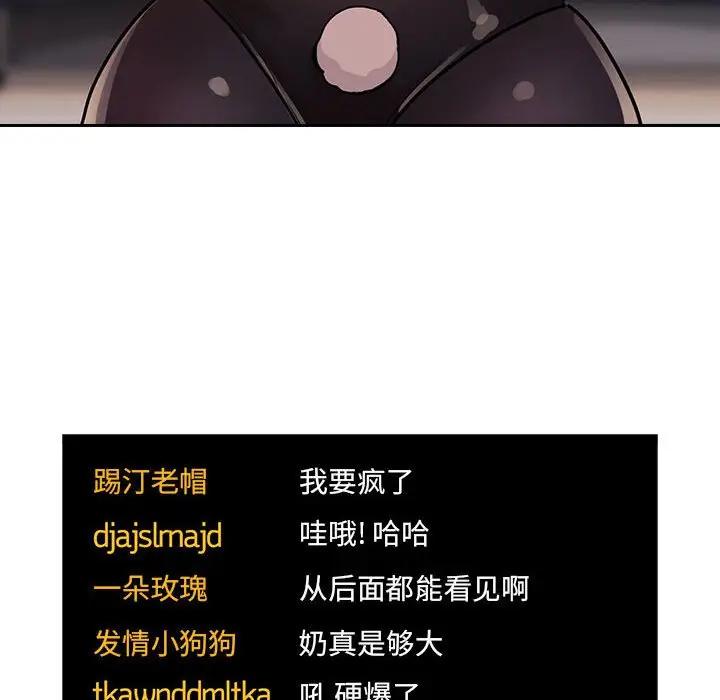 踢汀老帽 我要疯了
djajslmajd 哇哦! 哈哈
一朵玫瑰 从后面都能看见啊
发情小狗狗 奶真是够大
tkawnddmltka 吼 硬爆了